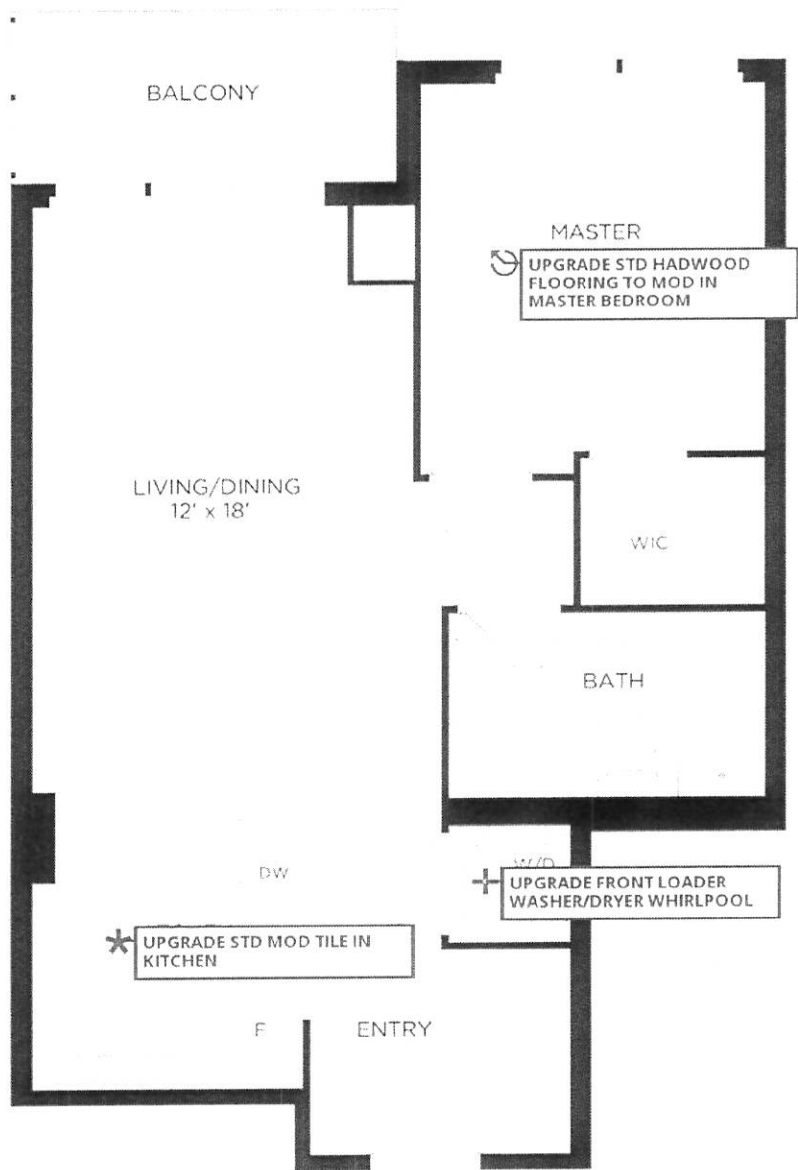 BALCONY
MASTER
UPGRADE STD HADWOOD
FLOORING TO MOD IN
MASTER BEDROOM
LIVING/DINING
12' x 18'
WIC
BATH
DW
W/D
UPGRADE FRONT LOADER
WASHER/DRYER WHIRLPOOL
UPGRADE STD MOD TILE IN
KITCHEN
F
ENTRY